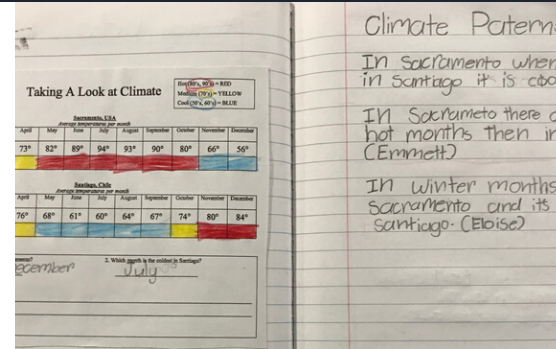 Taking A Look at Climate
Hot (80's, 90's) = RED
Medium (70's) = YELLOW
Cool (50's, 60's) = BLUE
Sacramento, USA
Average temperatures per month
April May June July August September October November December
73° 82° 89° 94° 93° 90° 80° 66° 56°
Santiago, Chile
Average temperatures per month
April May June July August September October November December
76° 68° 61° 60° 64° 67° 74° 80° 84°
2. Which month is the coldest in Santiago?
ecember July
Climate Patern
In Sacramento when
in Santiago it is
In Sacrameto there
hot months then in
(Emmett)
In winter months
Sacramento and its
Santiago. (Eloise)